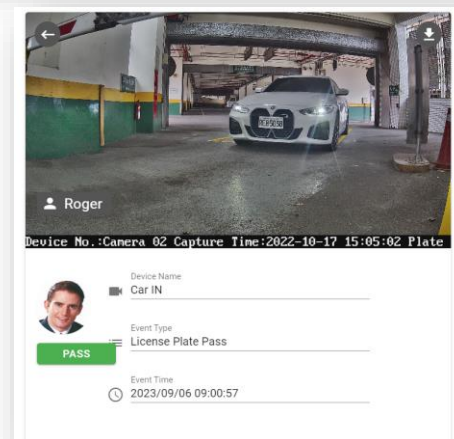 Roger
Device No.:Camera 02 Capture Time:2022-10-17 15:05:02 Plate
Device Name
Car IN
PASS
Event Type
License Plate Pass
Event Time
2023/09/06 09:00:57